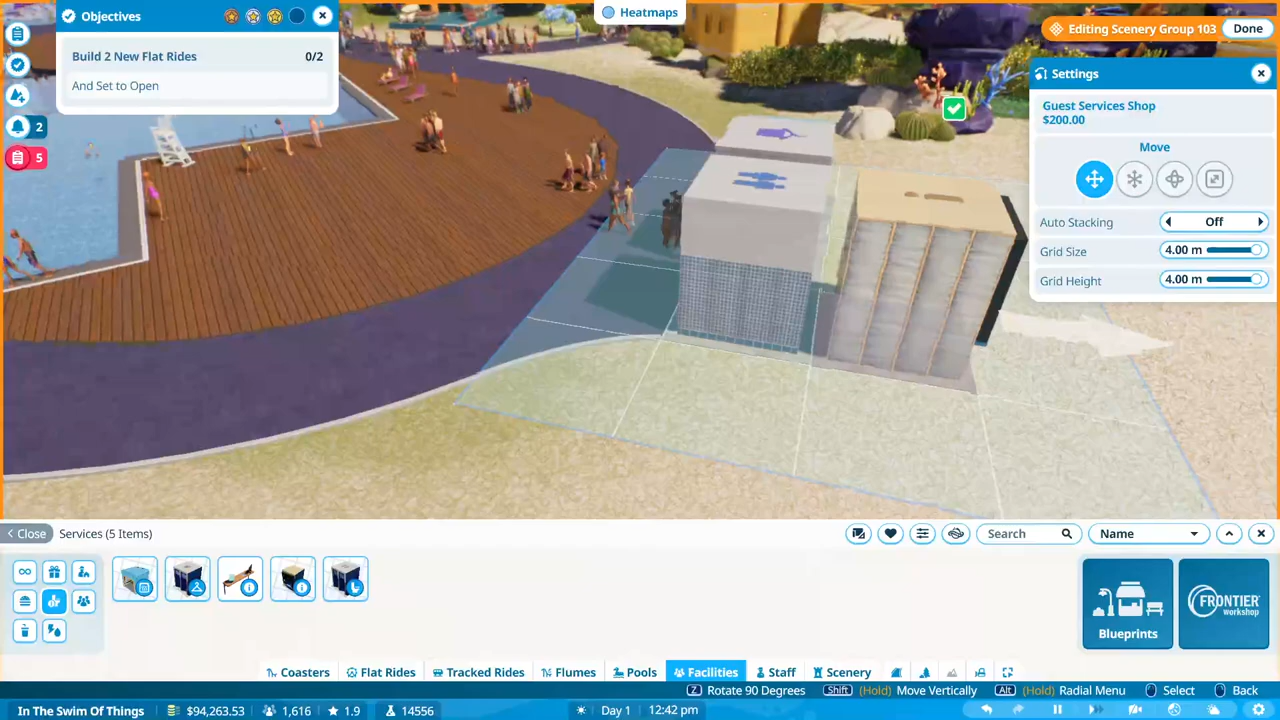 Objectives
Heatmaps
Editing Scenery Group 103
Done
Build 2 New Flat Rides
0/2
And Set to Open
2
5
Settings
Guest Services Shop
$200.00
Move
Auto Stacking
Off
Grid Size
4.00 m
Grid Height
4.00 m
Close
Services (5 Items)
Search
Name
Blueprints
FRONTIER
workshop
Coasters
Flat Rides
Tracked Rides
Flumes
Pools
Facilities
Staff
Scenery
Z Rotate 90 Degrees
Shift (Hold) Move Vertically
Alt (Hold) Radial Menu
Select
Back
In The Swim Of Things
$94,263.53
1,616
1.9
14556
Day 1
12:42 pm